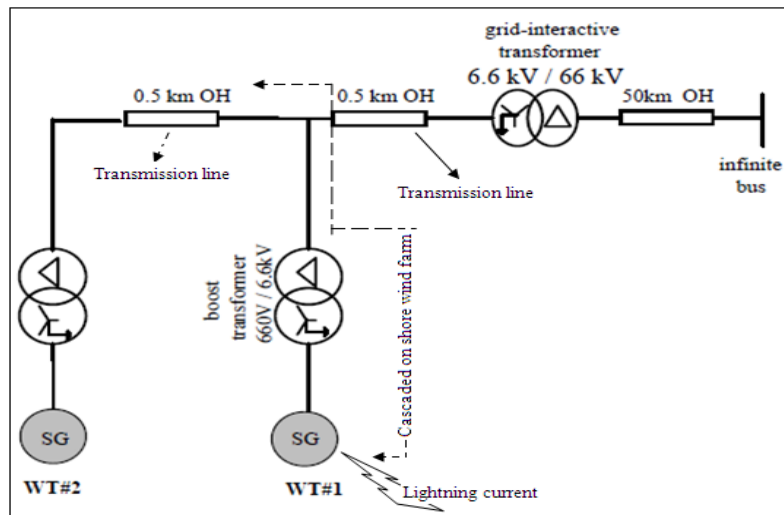 grid-interactive
transformer
6.6 kV / 66 kV
0.5 km OH
0.5 km OH
50km OH
Transmission line
Transmission line
infinite
bus
boost
transformer
660V / 6.6kV
Cascaded on shore wind farm
SG
SG
WT#2
WT#1
Lightning current